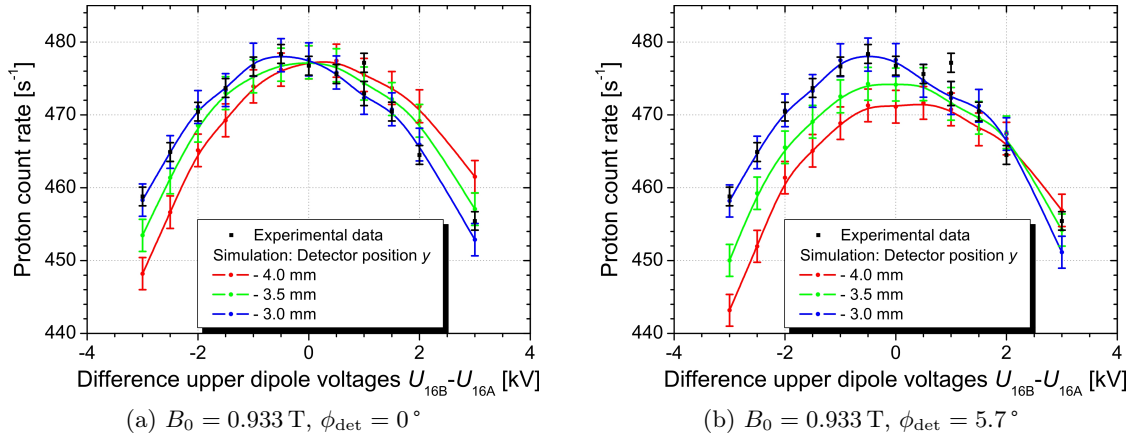 480
470
460
450
440
Proton count rate [s⁻¹]
Experimental data
Simulation: Detector position y
- 4.0 mm
- 3.5 mm
- 3.0 mm
-4 -2 0 2 4
Difference upper dipole voltages U₁₆B-U₁₆A [kV]
(a) B₀ = 0.933 T, ϕdet = 0°
480
470
460
450
440
Proton count rate [s⁻¹]
Experimental data
Simulation: Detector position y
- 4.0 mm
- 3.5 mm
- 3.0 mm
-4 -2 0 2 4
Difference upper dipole voltages U₁₆B-U₁₆A [kV]
(b) B₀ = 0.933 T, ϕdet = 5.7°